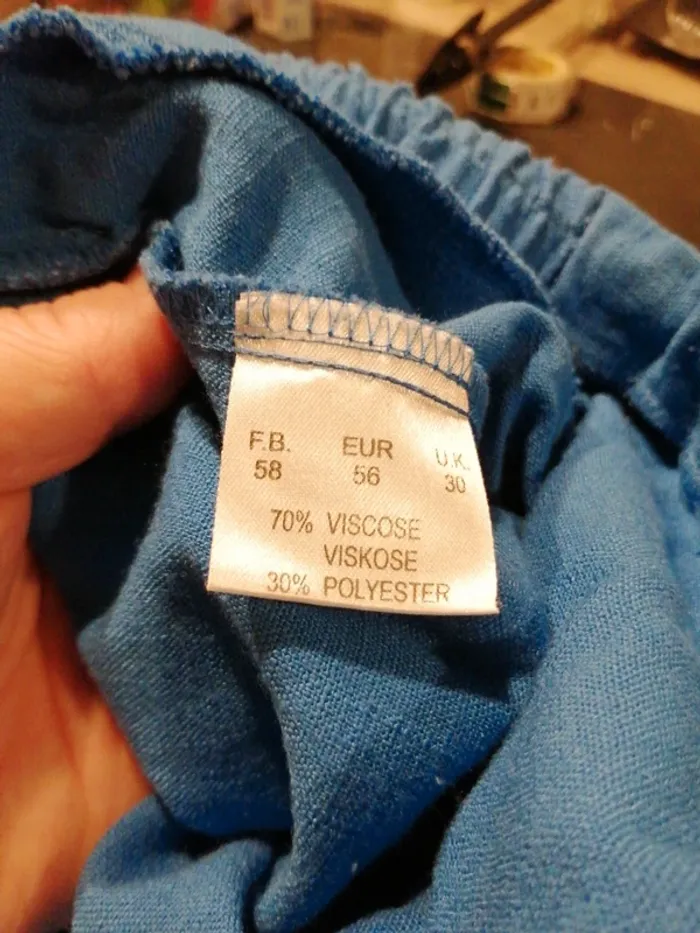 F.B. EUR U.K.
58 56 30
70% VISCOSE
VISKOSE
30% POLYESTER